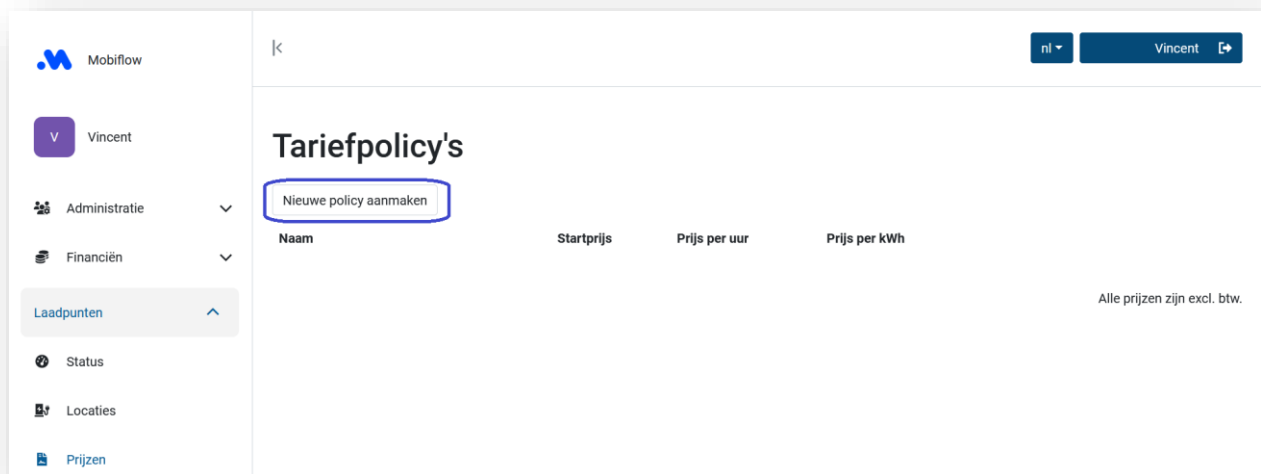 Mobiflow
nl
Vincent
V
Vincent
Tariefpolicy's
Nieuwe policy aanmaken
Administratie
Naam Startprijs Prijs per uur Prijs per kWh
Financiën
Alle prijzen zijn excl. btw.
Laadpunten
Status
Locaties
Prijzen